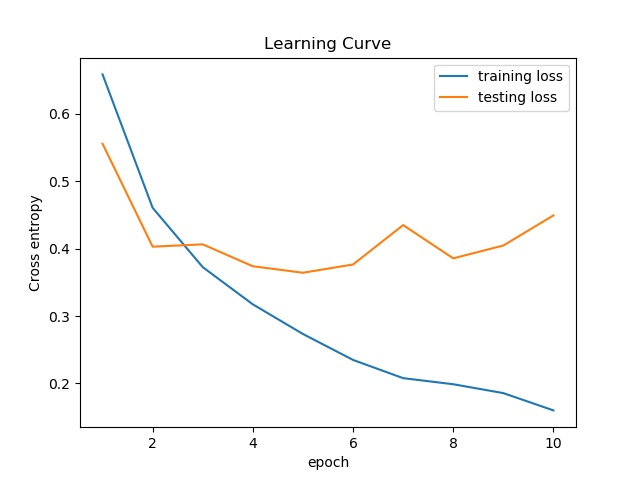 Learning Curve
training loss
testing loss
0.6
0.5
0.4
0.3
0.2
Cross entropy
2 4 6 8 10
epoch